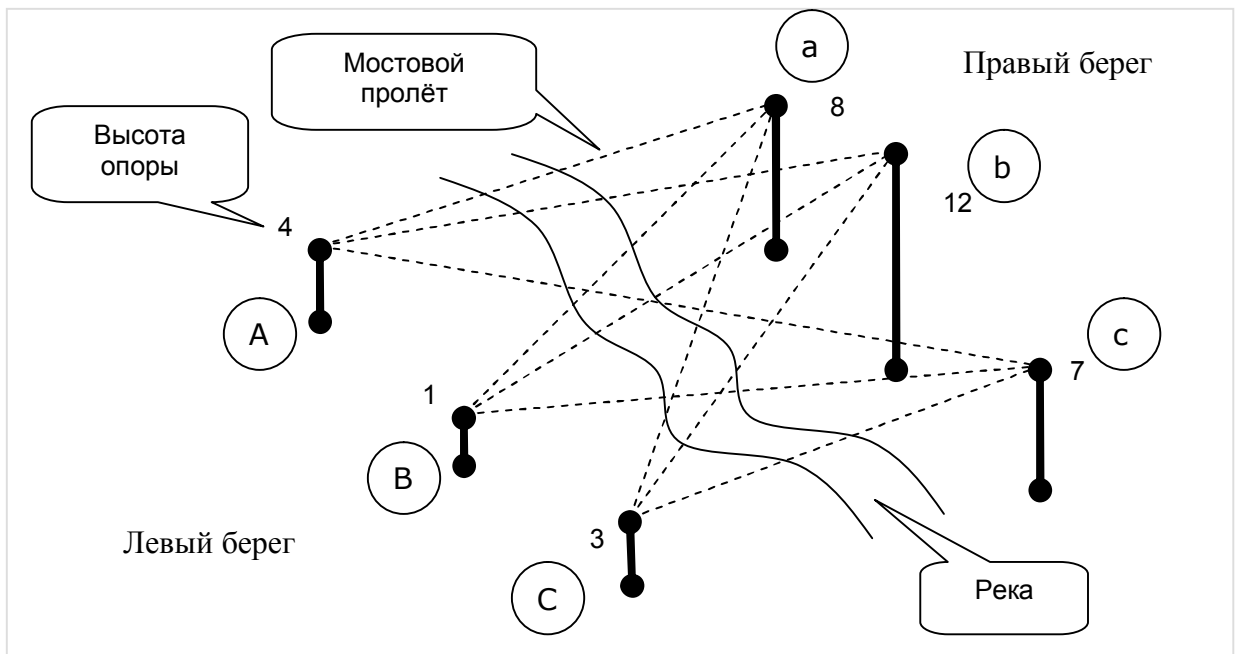 a
Мостовой
пролёт
Правый берег
8
Высота
опоры
b
12
4
A
c
7
1
B
3
Левый берег
C
Река